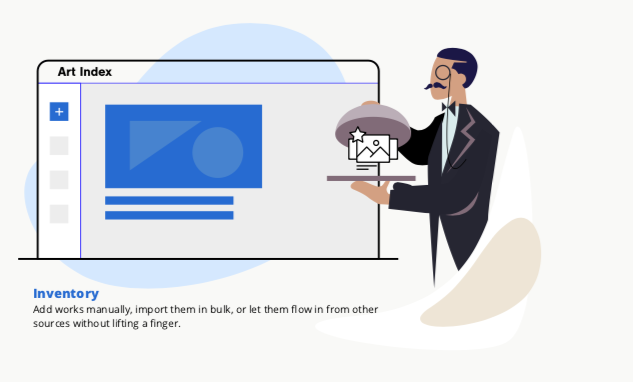 Art Index
Inventory
Add works manually, import them in bulk, or let them flow in from other
sources without lifting a finger.